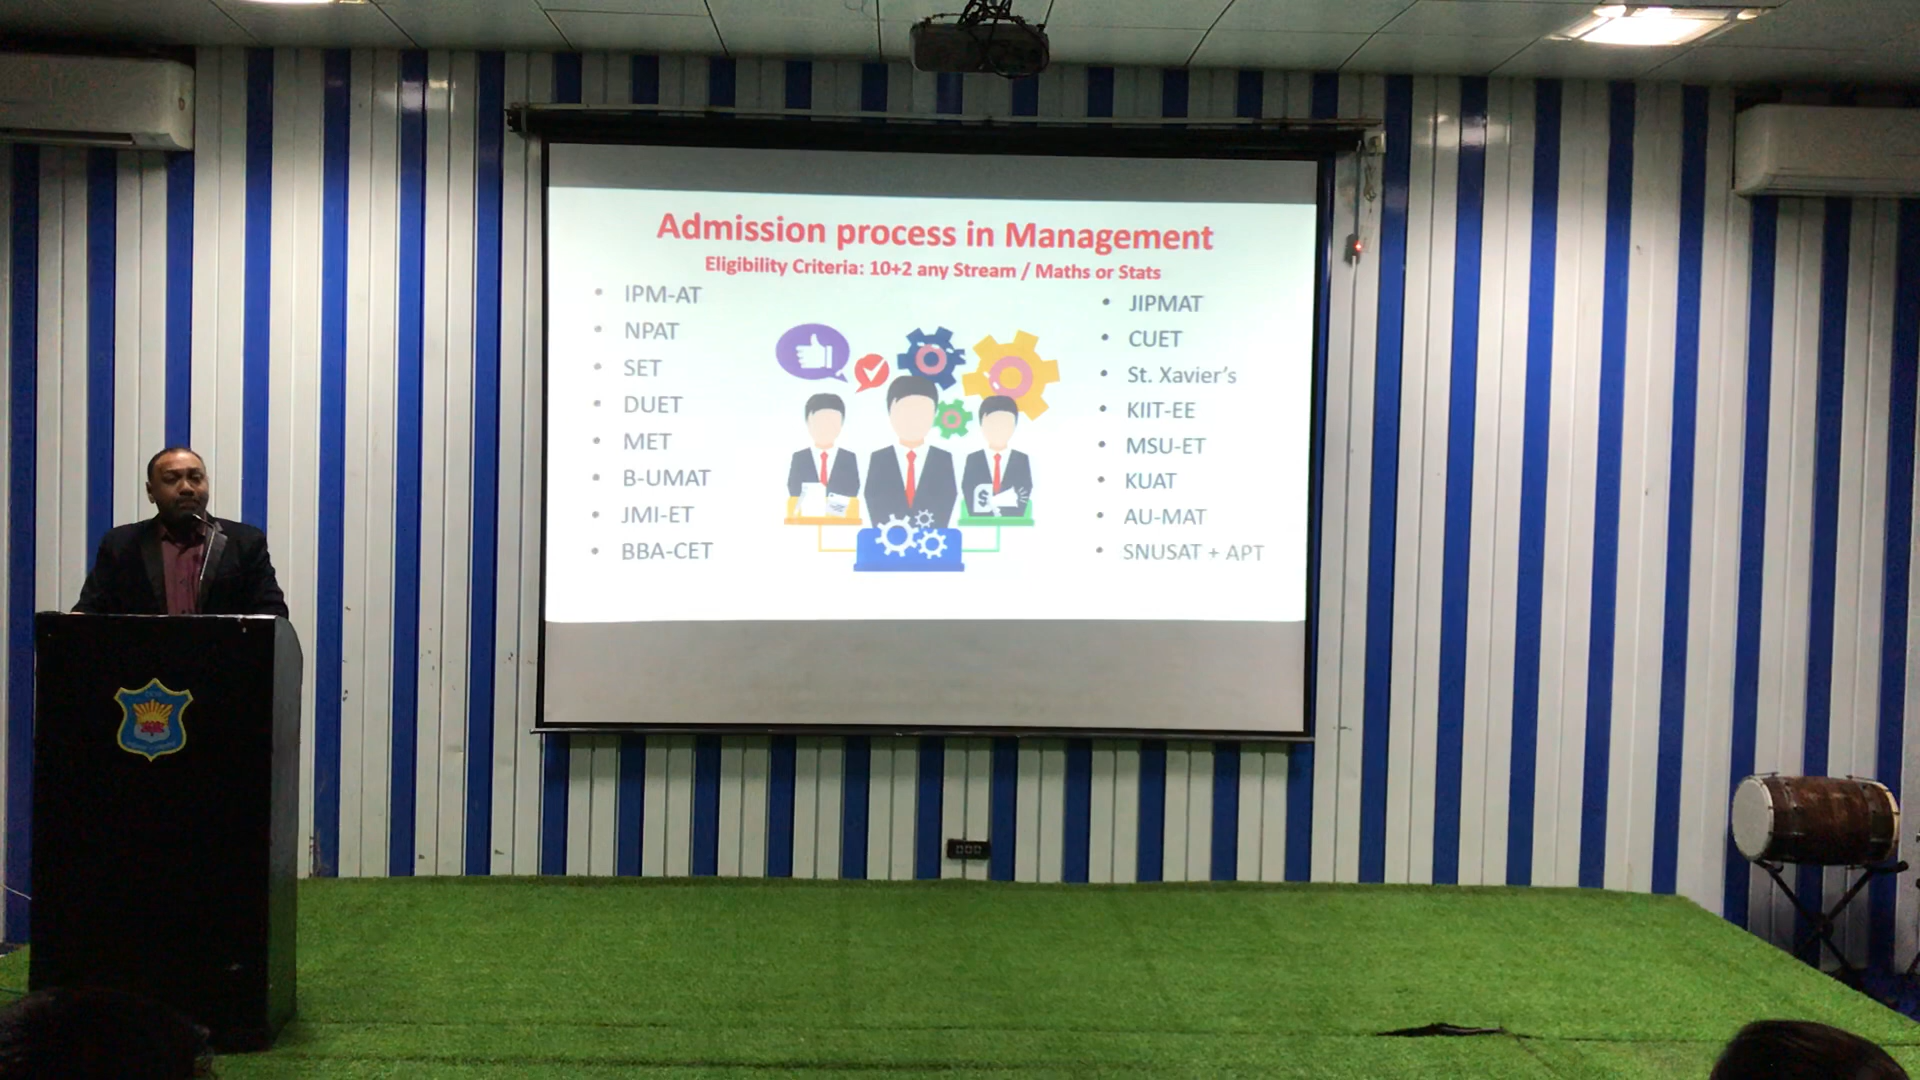 Admission process in Management
Eligibility Criteria: 10+2 any Stream / Maths or Stats
• IPM-AT
• NPAT
• SET
• DUET
• MET
• B-UMAT
• JMI-ET
• BBA-CET
• JIPMAT
• CUET
• St. Xavier's
• KIIT-EE
• MSU-ET
• KUAT
• AU-MAT
• SNUSAT + APT
$